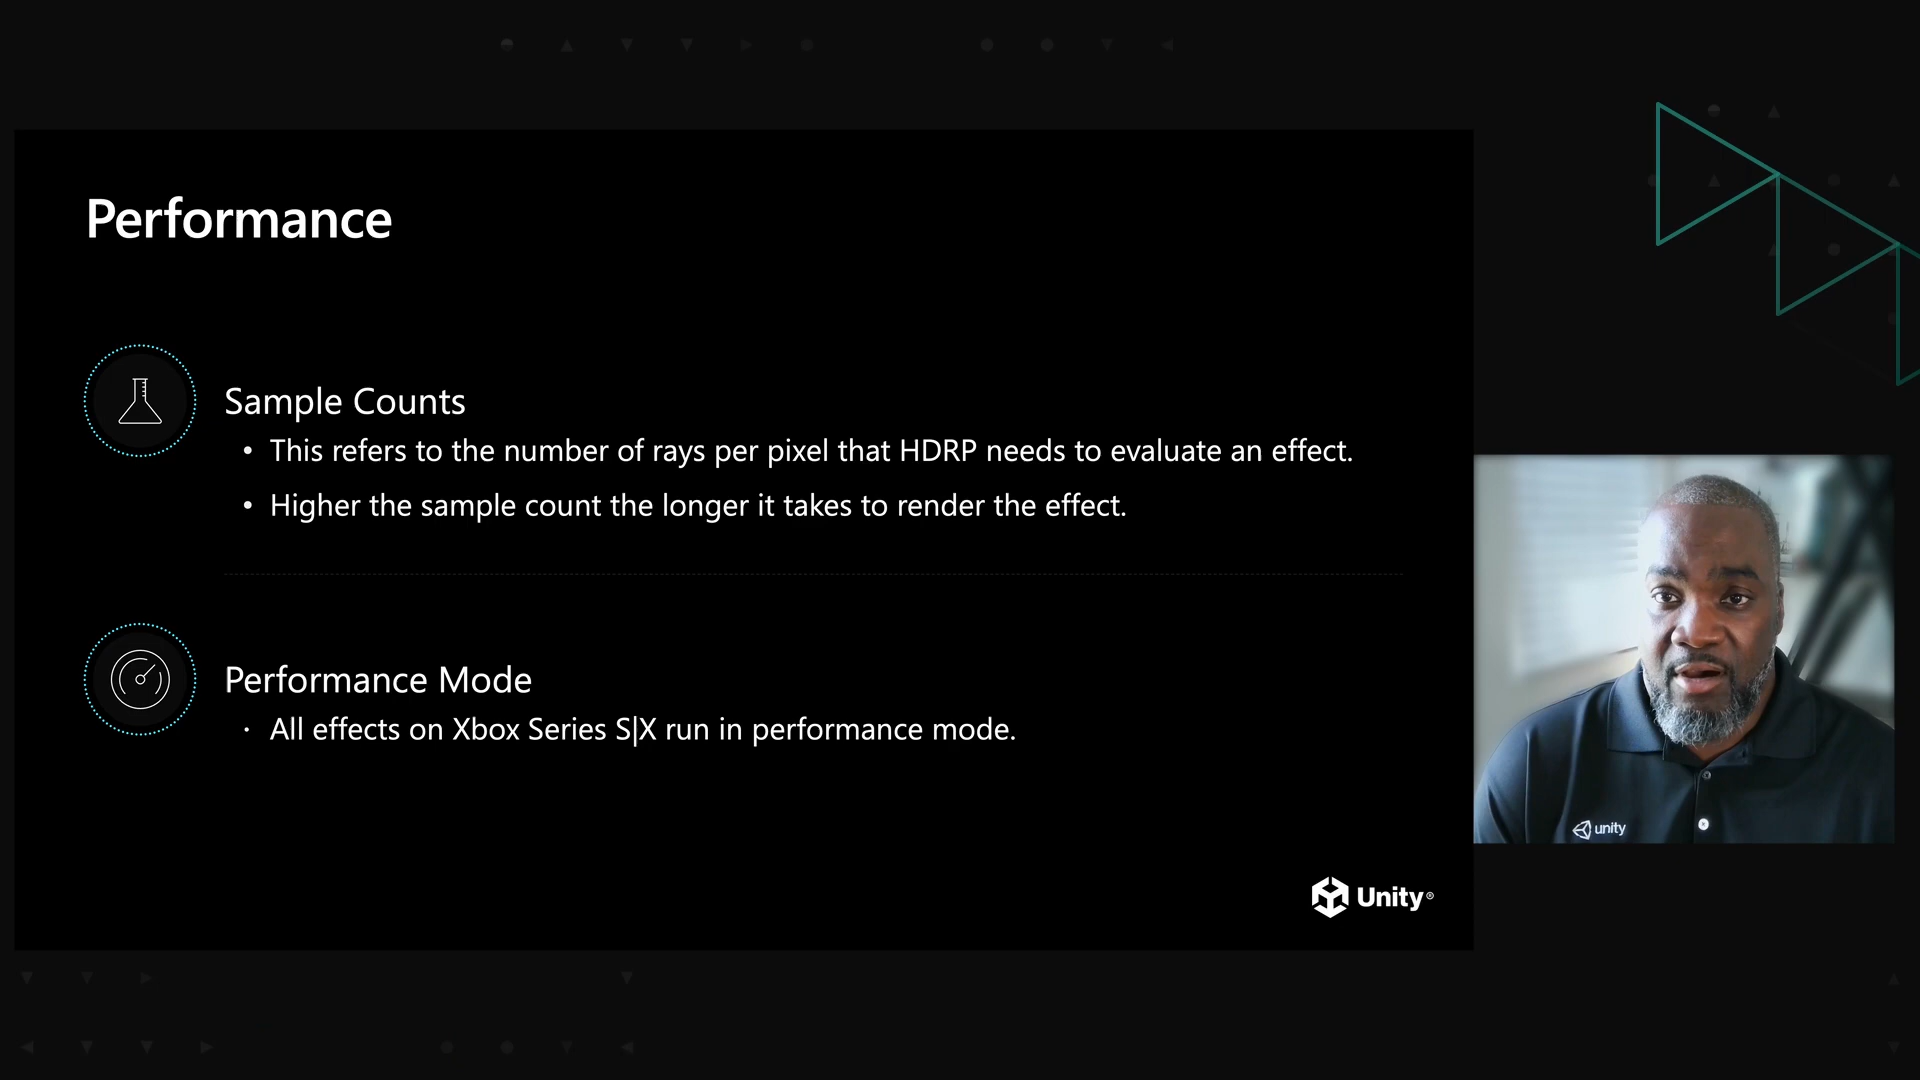 Performance
Sample Counts
• This refers to the number of rays per pixel that HDRP needs to evaluate an effect.
• Higher the sample count the longer it takes to render the effect.
Performance Mode
• All effects on Xbox Series S|X run in performance mode.
unity
Unity®